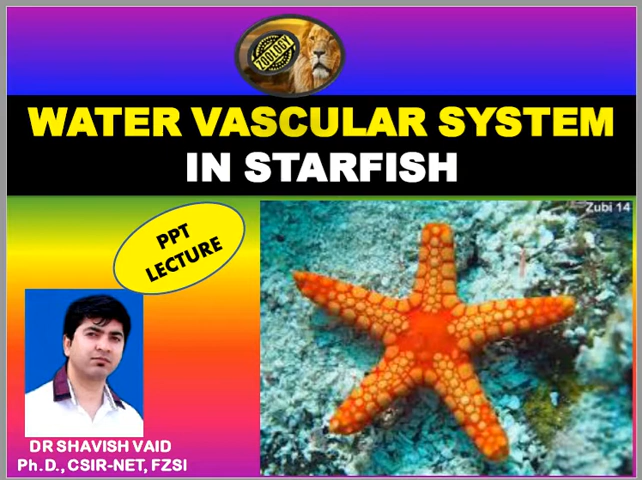 ZOOLOGY
WATER VASCULAR SYSTEM
IN STARFISH
Zubi 14
PPT
LECTURE
DR SHAVISH VAID
Ph.D., CSIR-NET, FZSI